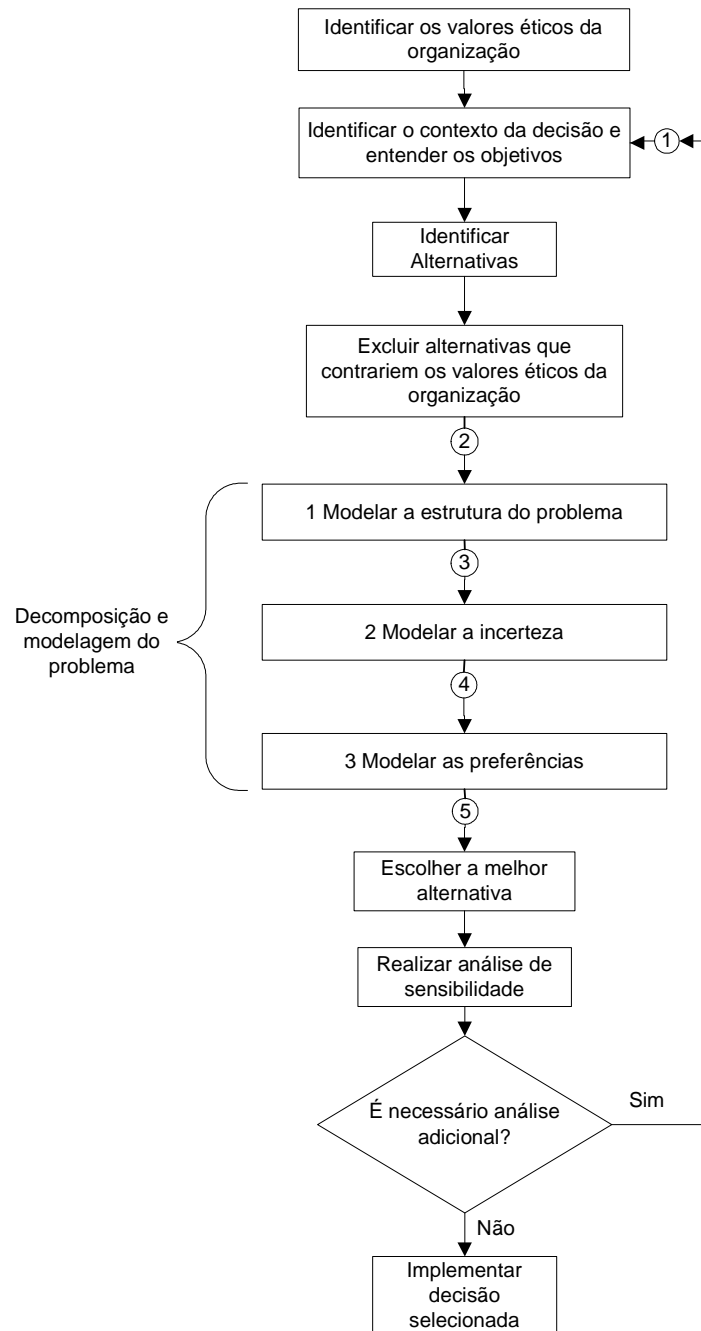 Identificar os valores éticos da
organização
Identificar o contexto da decisão e
entender os objetivos
1
Identificar
Alternativas
Excluir alternativas que
contrariem os valores éticos da
organização
2
1 Modelar a estrutura do problema
3
Decomposição e
modelagem do
problema
2 Modelar a incerteza
4
3 Modelar as preferências
5
Escolher a melhor
alternativa
Realizar análise de
sensibilidade
É necessário análise
adicional?
Sim
Não
Implementar
decisão
selecionada